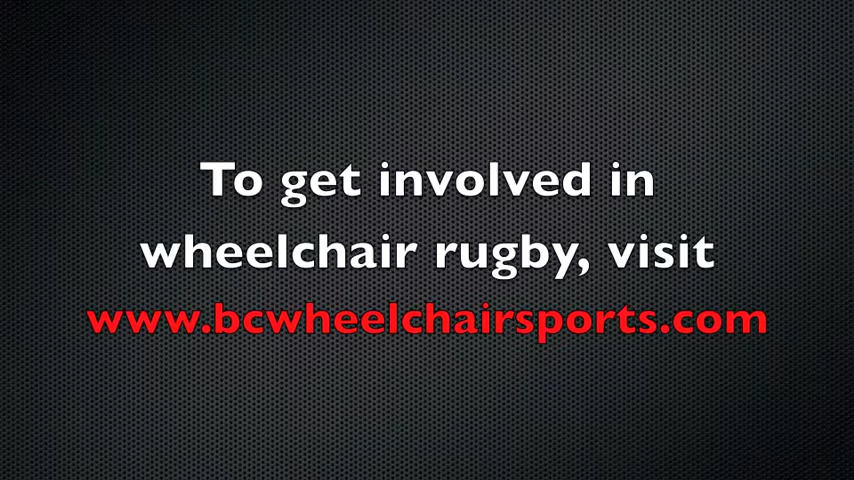 To get involved in
wheelchair rugby, visit
www.bcwheelchairsports.com